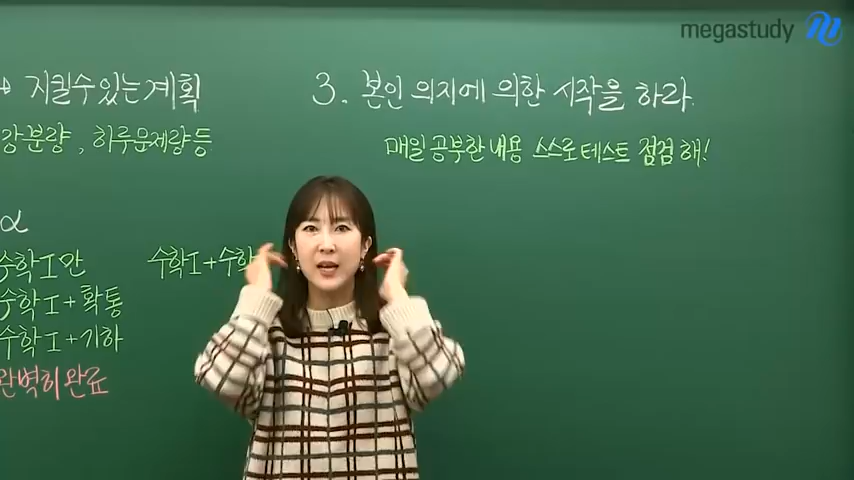 megastudy
지킬수있는계획
강분량, 하루문제량등
3. 본인 의지에 의한 시작을 하라.
매일 공부한 내용 스스로 테스트 점검 해!
α
수학Ⅰ만
수학Ⅰ+수학
수학Ⅰ+확통
수학Ⅰ+기하
완벽히 완료